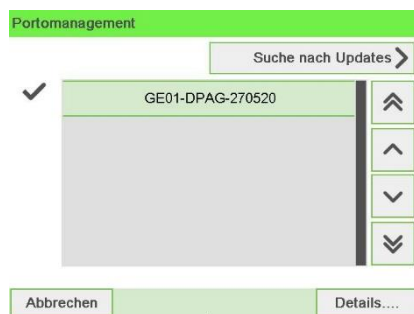 Portomanagement
Suche nach Updates
GE01-DPAG-270520
Abbrechen
Details....